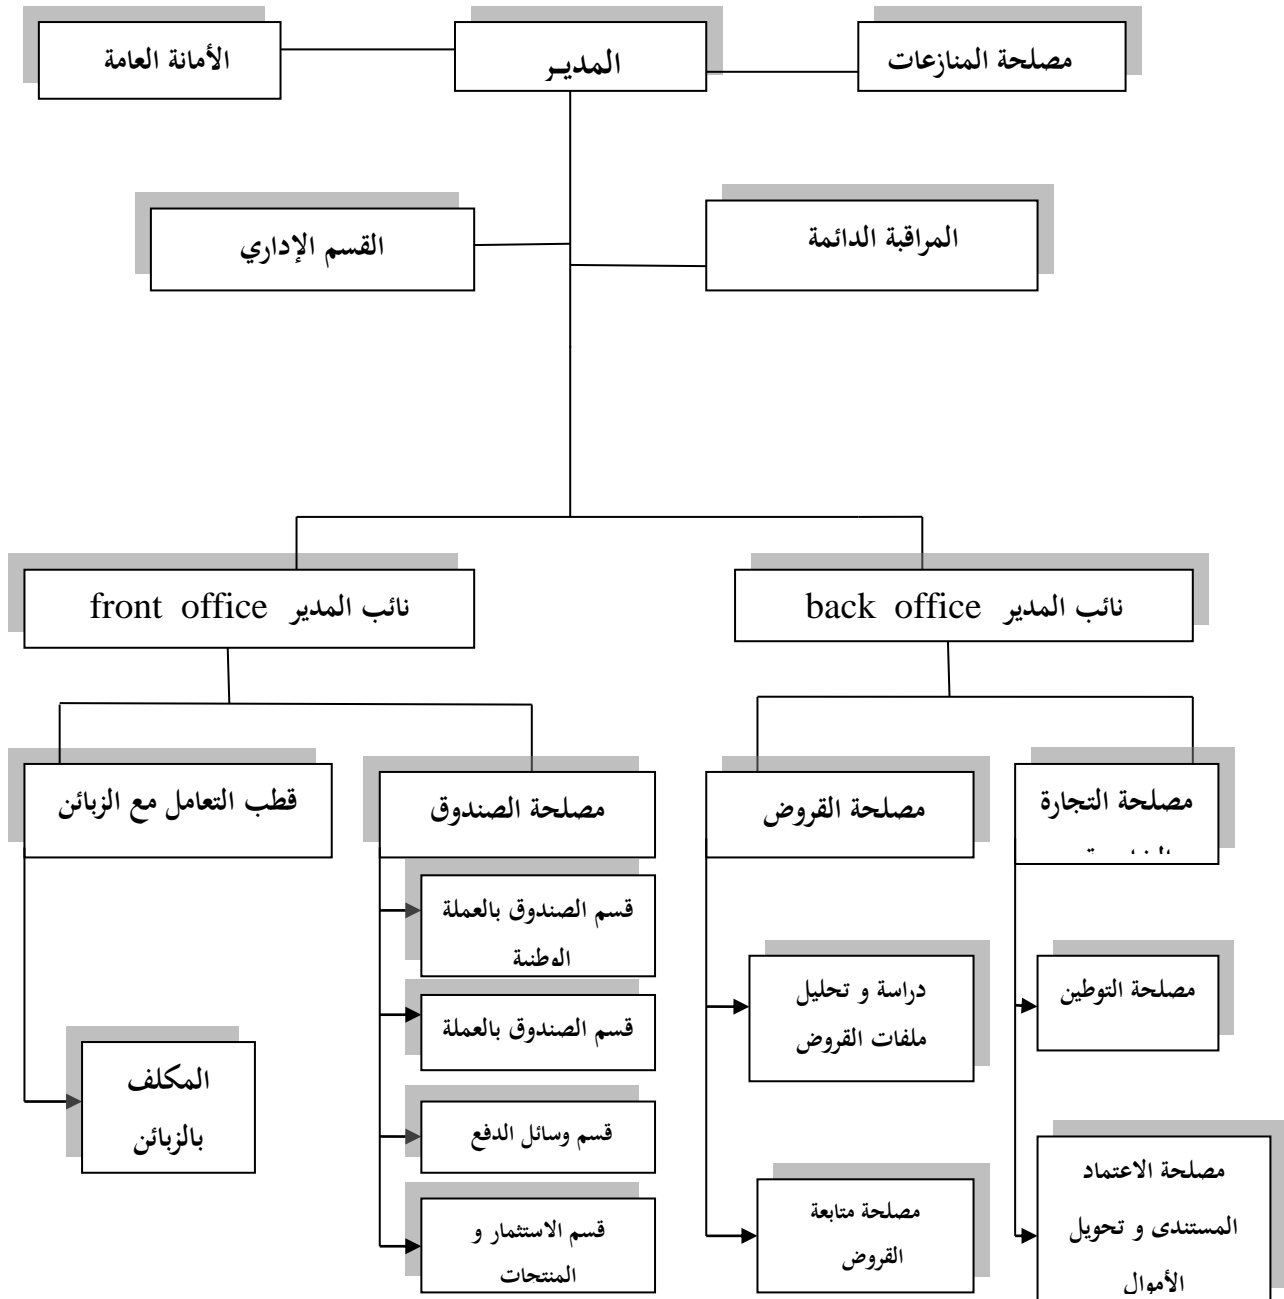 مصلحة المنازعات
المديـر
الأمانة العامة
المراقبة الدائمة
القسم الإداري
نائب المدير back office
نائب المدير front office
مصلحة التجارة
مصلحة القروض
مصلحة الصندوق
قطب التعامل مع الزبائن
مصلحة التوطين
مصلحة الاعتماد
المستندى و تحويل
الأموال
دراسة و تحليل
ملفات القروض
مصلحة متابعة
القروض
قسم الصندوق بالعملة
الوطنية
قسم الصندوق بالعملة
قسم وسائل الدفع
قسم الاستثمار و
المنتجات
المكلف
بالزبائن